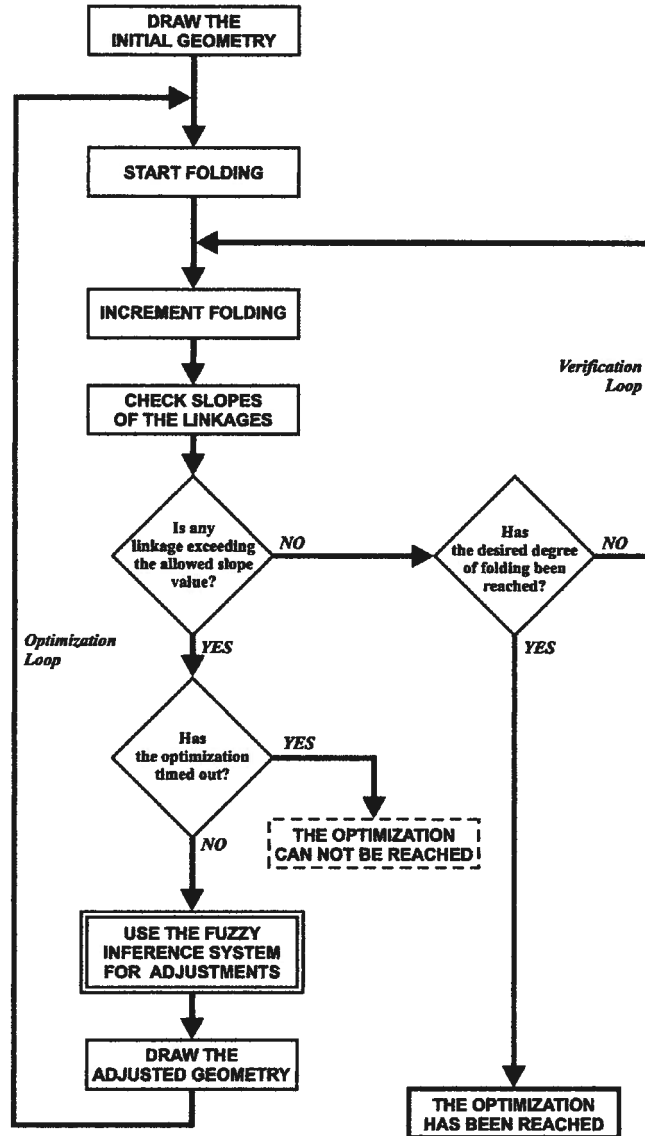 DRAW THE
INITIAL GEOMETRY
START FOLDING
INCREMENT FOLDING
Verification
Loop
CHECK SLOPES
OF THE LINKAGES
Is any
linkage exceeding
the allowed slope
value?
NO
Has
the desired degree
of folding been
reached?
NO
Optimization
Loop
YES
YES
Has
the optimization
timed out?
YES
THE OPTIMIZATION
CAN NOT BE REACHED
NO
USE THE FUZZY
INFERENCE SYSTEM
FOR ADJUSTMENTS
DRAW THE
ADJUSTED GEOMETRY
THE OPTIMIZATION
HAS BEEN REACHED